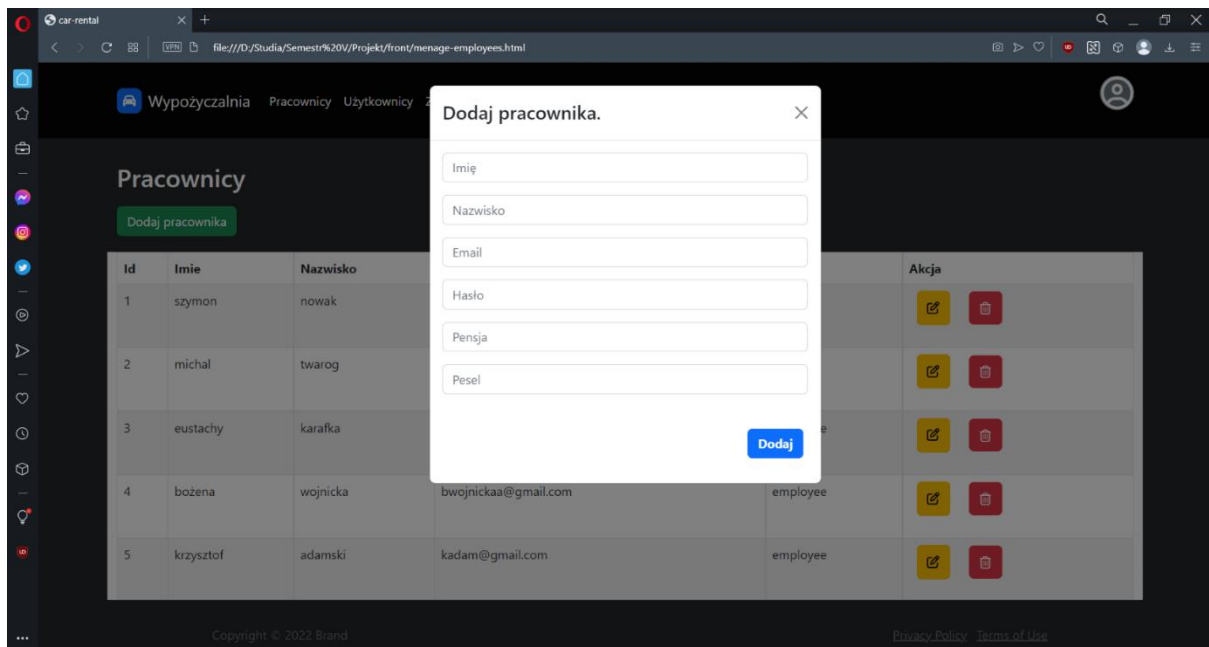 car-rental
VPN file:///D:/Studia/Semestr%20V/Projekt/front/menage-employees.html
Wypożyczalnia Pracownicy Użytkownicy
Dodaj pracownika.
Imię
Pracownicy
Nazwisko
Dodaj pracownika
Email
Id Imie Nazwisko Akcja
Hasło
1 szymon nowak
Pensja
2 michal twarog
Pesel
3 eustachy karafka
Dodaj
4 bożena wojnicka bwojnickaa@gmail.com employee
5 krzysztof adamski kadam@gmail.com employee
Copyright © 2022 Brand Privacy Policy Terms of Use